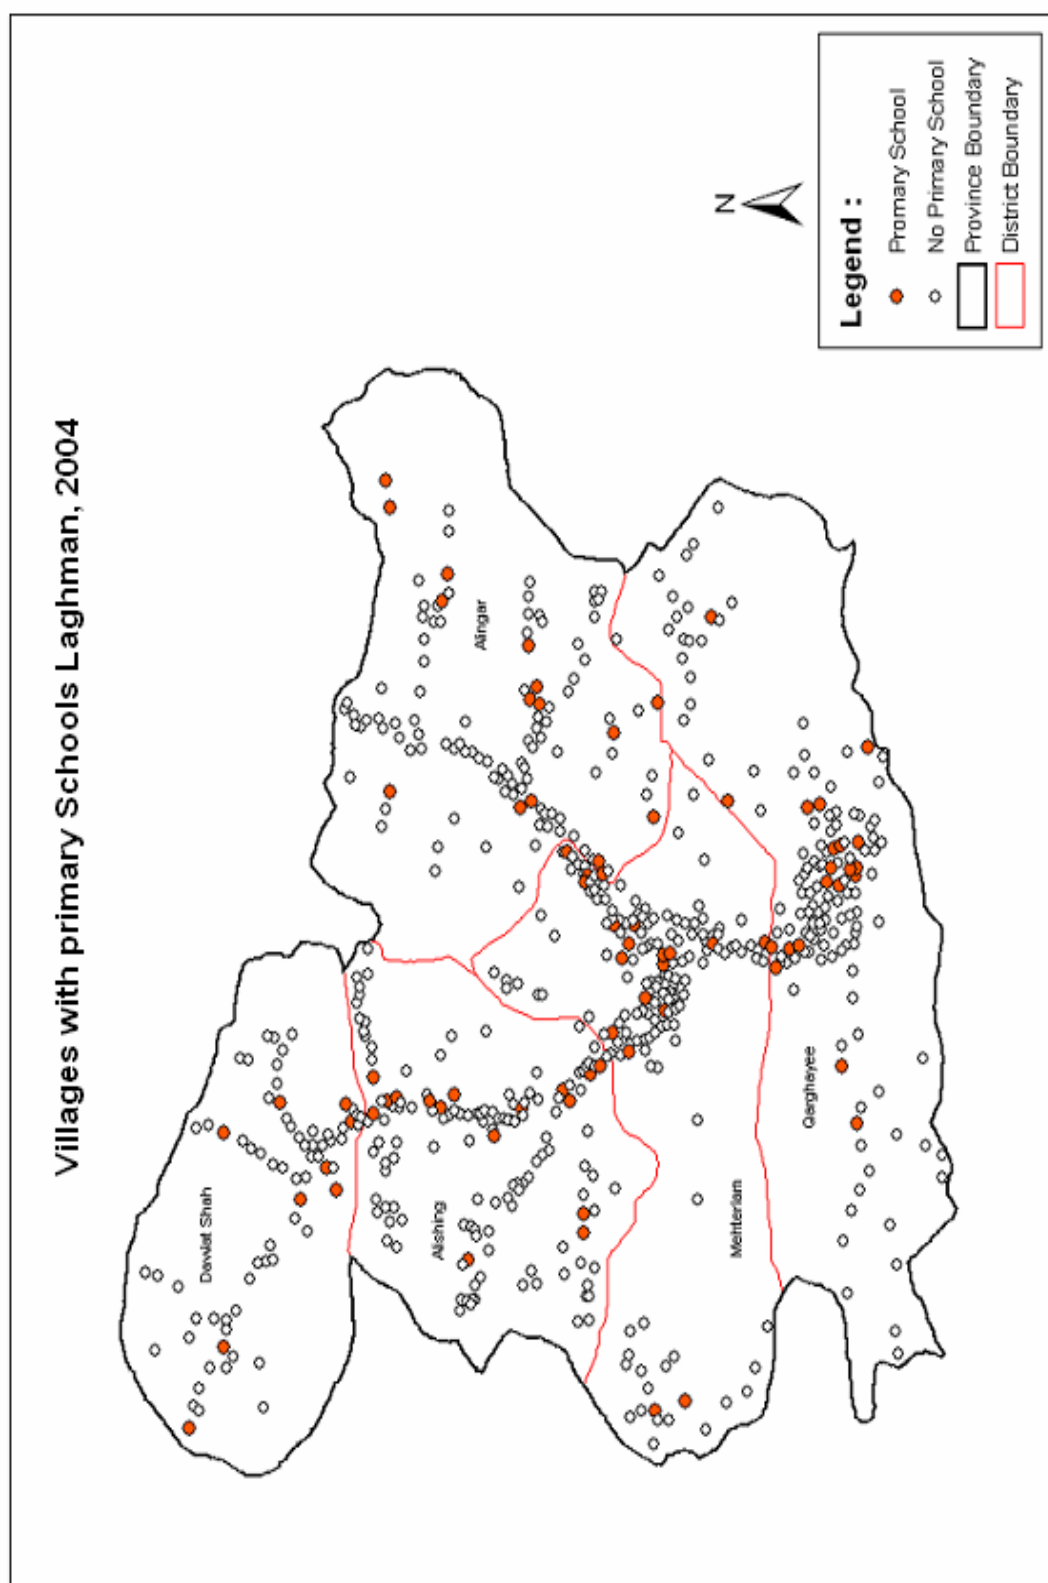 Villages with primary Schools Laghman, 2004
Dawlat Shah
Alingar
Alishing
Mehterlam
Qarghayee
N
Legend :
Promary School
No Primary School
Province Boundary
District Boundary